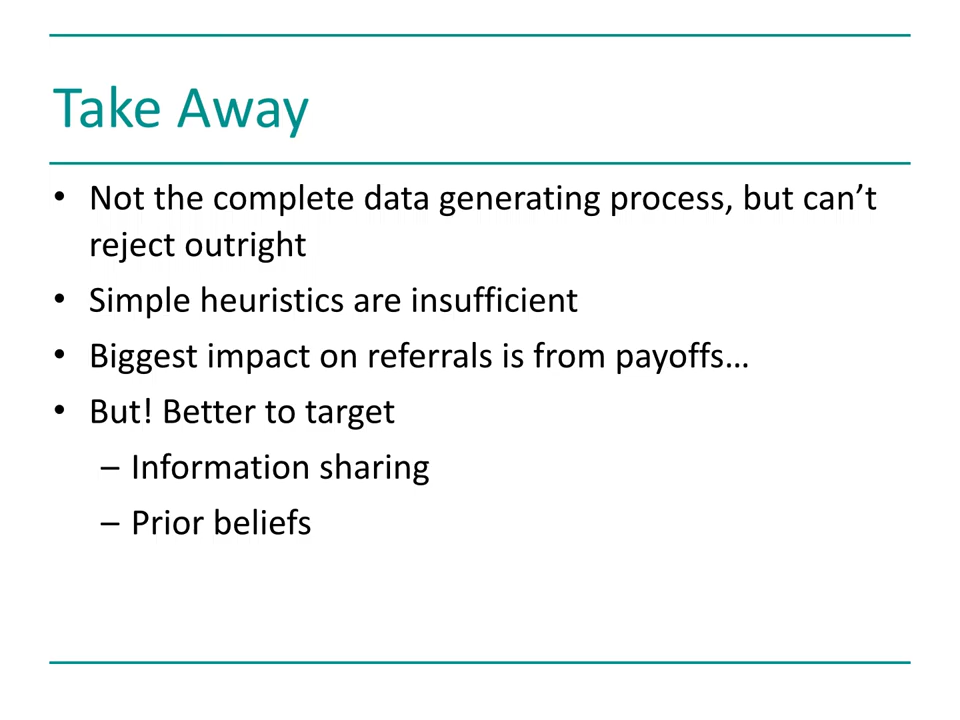 Take Away
• Not the complete data generating process, but can’t
reject outright
• Simple heuristics are insufficient
• Biggest impact on referrals is from payoffs…
• But! Better to target
– Information sharing
– Prior beliefs